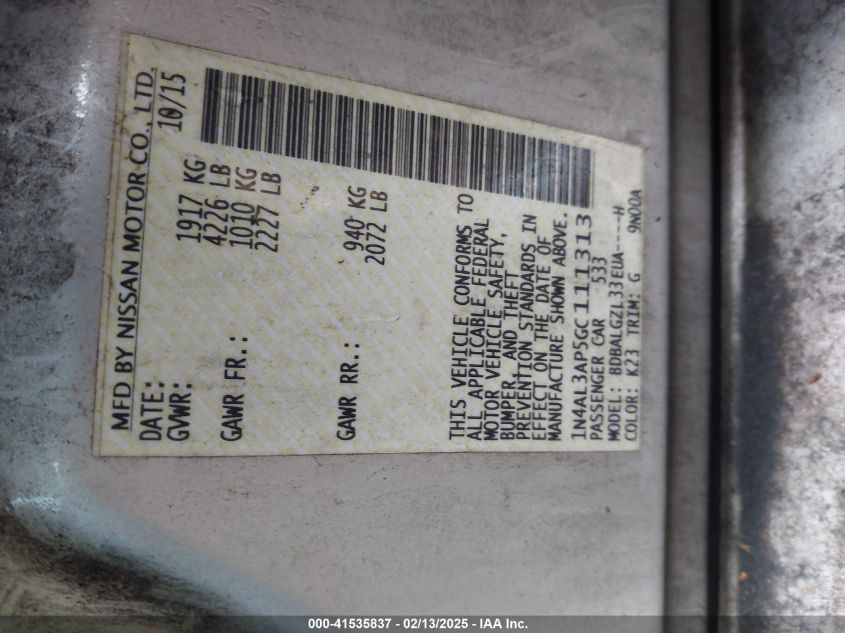 MFD BY NISSAN MOTOR CO., LTD.
DATE: 10/15
GVWR: 1917 KG
4226 LB
GAWR FR.: 1010 KG
2227 LB
GAWR RR.: 940 KG
2072 LB
THIS VEHICLE CONFORMS TO
ALL APPLICABLE FEDERAL
MOTOR VEHICLE SAFETY,
BUMPER, AND THEFT
PREVENTION STANDARDS IN
EFFECT ON THE DATE OF
MANUFACTURE SHOWN ABOVE.
1N4AL3AP5GC111313
PASSENGER CAR 533
MODEL: BDBALGZL33EUA-----H
COLOR: K23 TRIM: G 9N00A
000-41535837 - 02/13/2025 - IAA Inc.